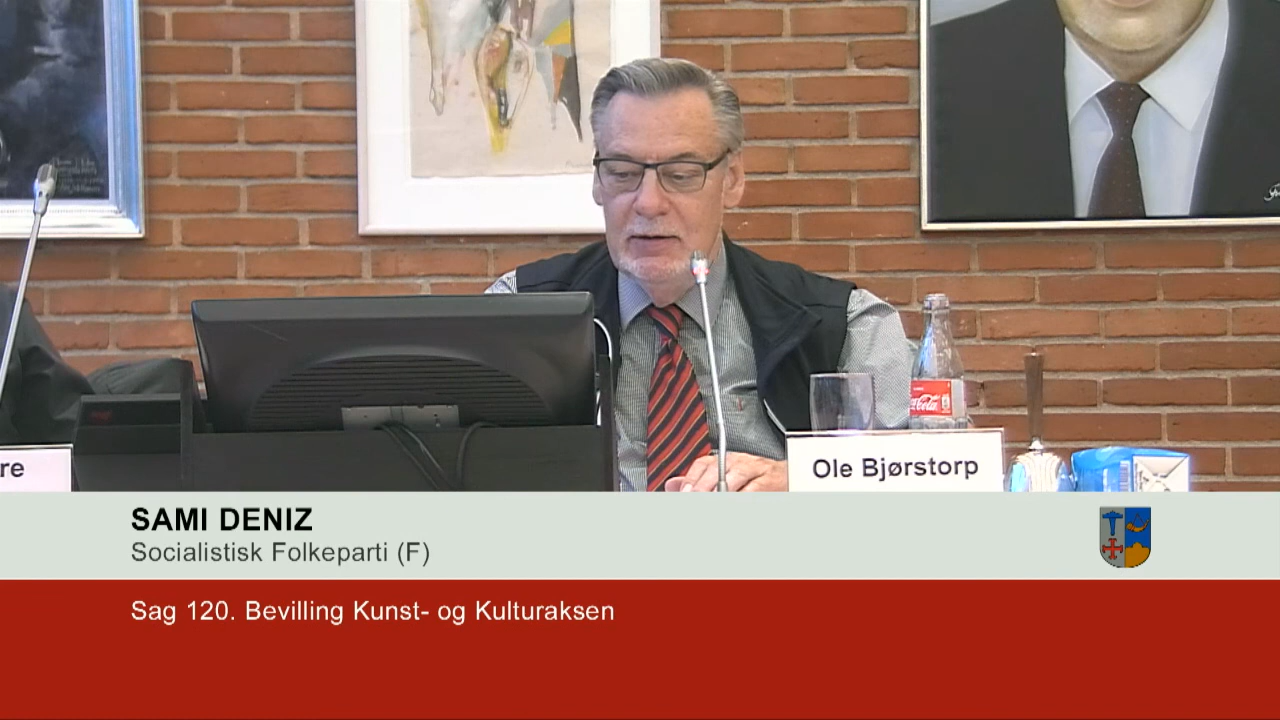 Coca-Cola
re
Ole Bjørstorp
SAMI DENIZ
Socialistisk Folkeparti (F)
Sag 120. Bevilling Kunst- og Kulturaksen